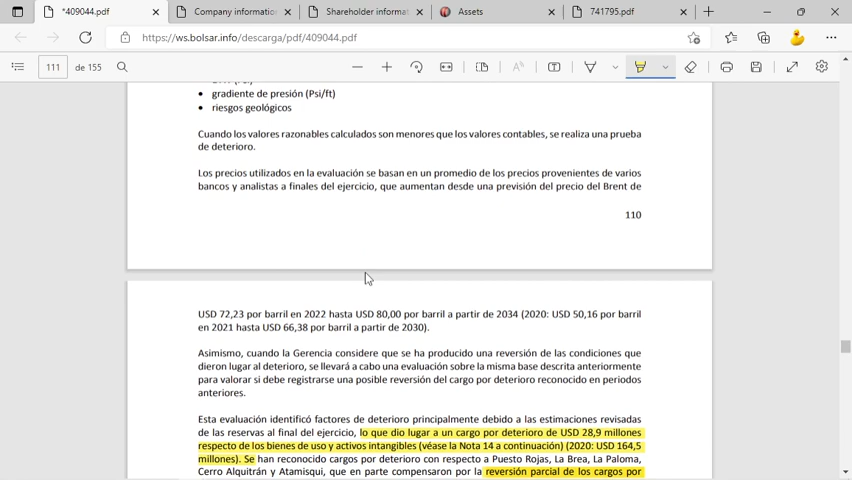 *409044.pdf
Company information
Shareholder informat
Assets
741795.pdf
https://ws.bolsar.info/descarga/pdf/409044.pdf
111 de 155
• gradiente de presión (Psi/ft)
• riesgos geológicos
Cuando los valores razonables calculados son menores que los valores contables, se realiza una prueba
de deterioro.
Los precios utilizados en la evaluación se basan en un promedio de los precios provenientes de varios
bancos y analistas a finales del ejercicio, que aumentan desde una previsión del precio del Brent de
110
USD 72,23 por barril en 2022 hasta USD 80,00 por barril a partir de 2034 (2020: USD 50,16 por barril
en 2021 hasta USD 66,38 por barril a partir de 2030).
Asimismo, cuando la Gerencia considere que se ha producido una reversión de las condiciones que
dieron lugar al deterioro, se llevará a cabo una evaluación sobre la misma base descrita anteriormente
para valorar si debe registrarse una posible reversión del cargo por deterioro reconocido en periodos
anteriores.
Esta evaluación identificó factores de deterioro principalmente debido a las estimaciones revisadas
de las reservas al final del ejercicio, lo que dio lugar a un cargo por deterioro de USD 28,9 millones
respecto de los bienes de uso y activos intangibles (véase la Nota 14 a continuación) (2020: USD 164,5
millones). Se han reconocido cargos por deterioro con respecto a Puesto Rojas, La Brea, La Paloma,
Cerro Alquitrán y Atamisqui, que en parte compensaron por la reversión parcial de los cargos por